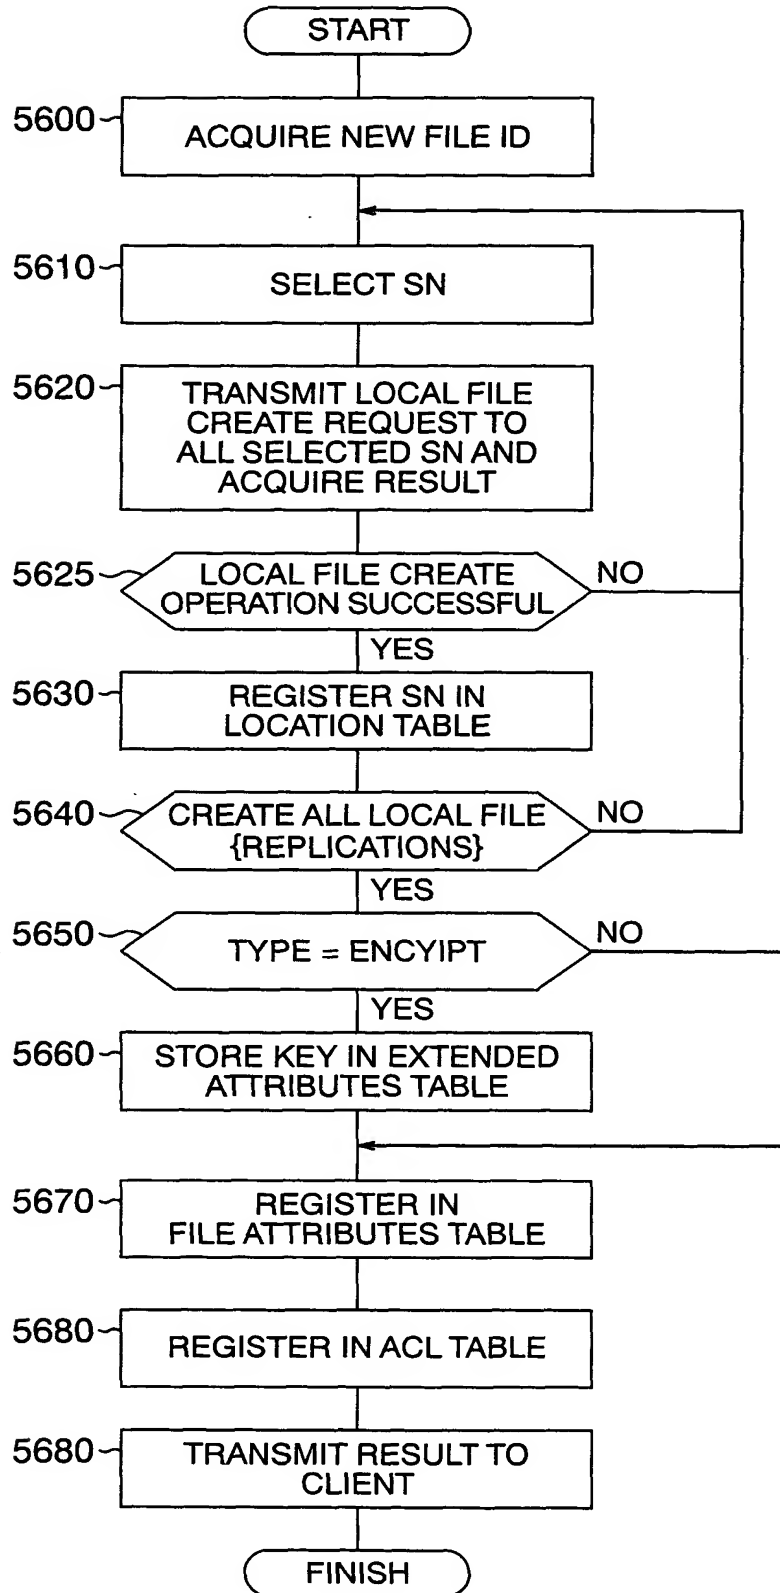 START
5600
ACQUIRE NEW FILE ID
5610
SELECT SN
5620
TRANSMIT LOCAL FILE
CREATE REQUEST TO
ALL SELECTED SN AND
ACQUIRE RESULT
5625
LOCAL FILE CREATE
OPERATION SUCCESSFUL
NO
YES
5630
REGISTER SN IN
LOCATION TABLE
5640
CREATE ALL LOCAL FILE
{REPLICATIONS}
NO
YES
5650
TYPE = ENCYIPT
NO
YES
5660
STORE KEY IN EXTENDED
ATTRIBUTES TABLE
5670
REGISTER IN
FILE ATTRIBUTES TABLE
5680
REGISTER IN ACL TABLE
5680
TRANSMIT RESULT TO
CLIENT
FINISH